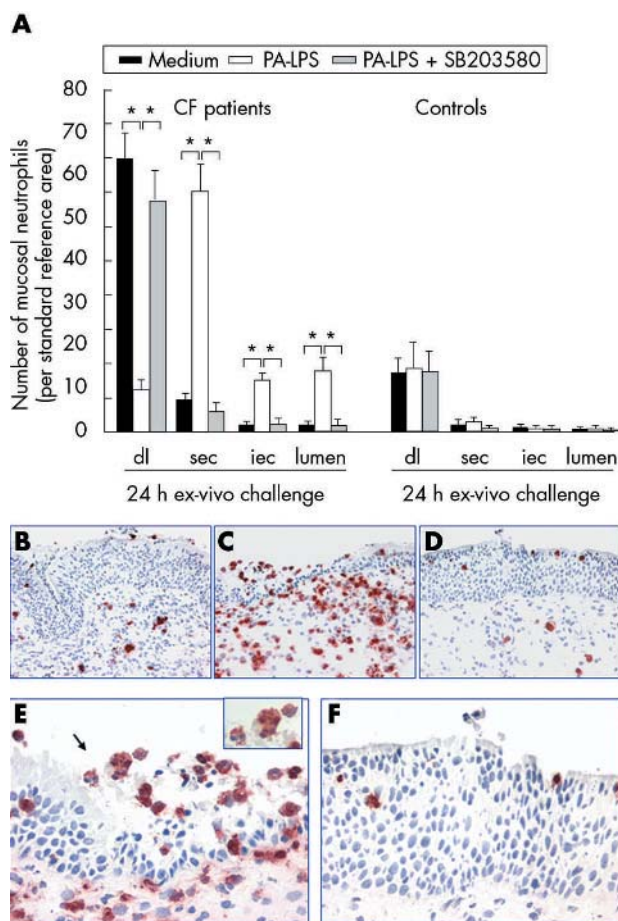 A
Medium PA-LPS PA-LPS + SB203580
CF patients Controls
Number of mucosal neutrophils
(per standard reference area)
80
70
60
50
40
30
20
10
0
* * * * * * * *
dl sec iec lumen dl sec iec lumen
24 h ex-vivo challenge 24 h ex-vivo challenge
B C D
E F